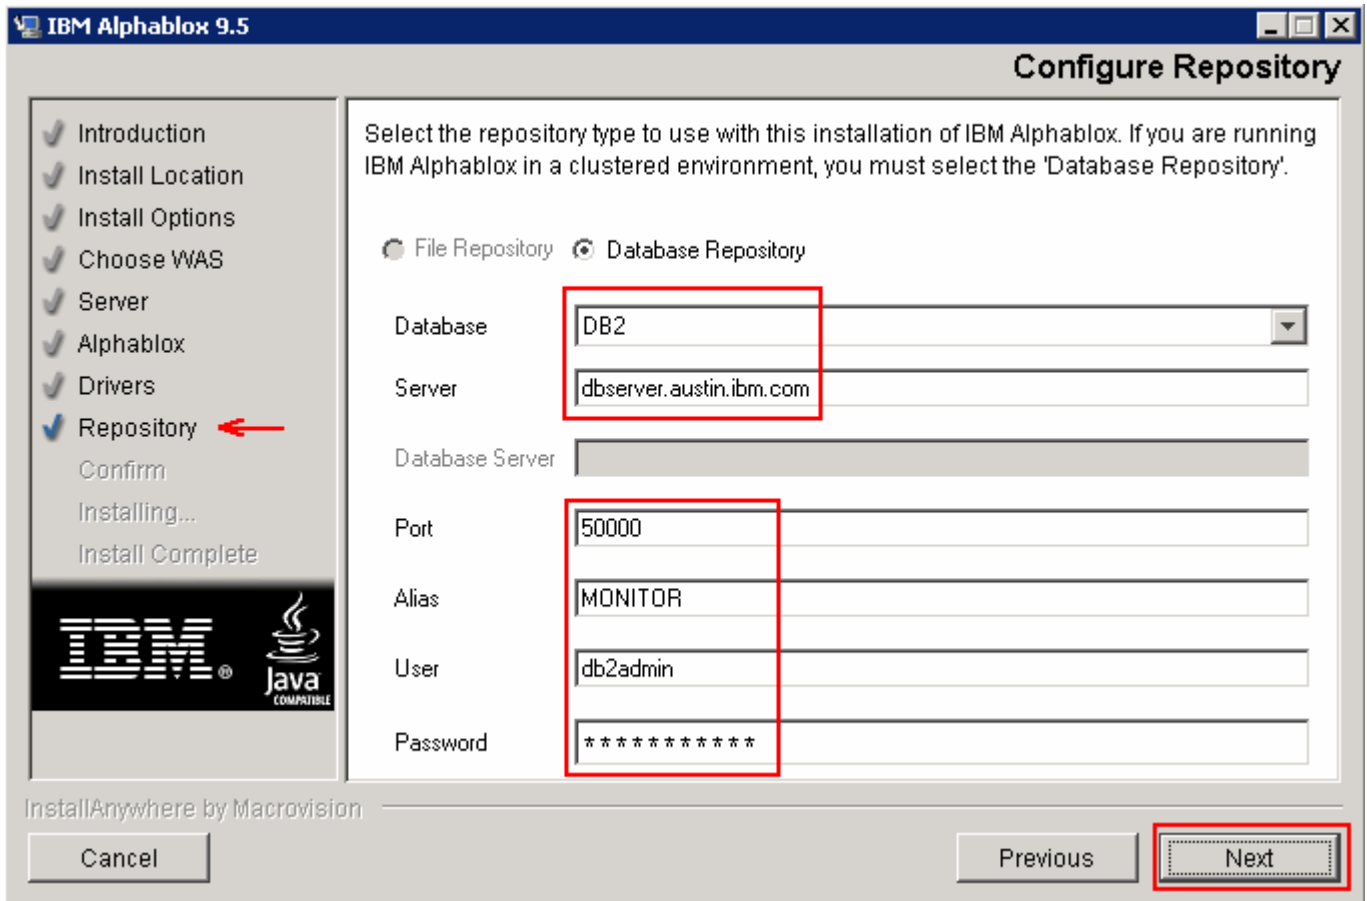 IBM Alphablox 9.5
Configure Repository
Introduction
Install Location
Install Options
Choose WAS
Server
Alphablox
Drivers
Repository
Confirm
Installing...
Install Complete
IBM®
Java
COMPATIBLE
Select the repository type to use with this installation of IBM Alphablox. If you are running
IBM Alphablox in a clustered environment, you must select the 'Database Repository'.
File Repository Database Repository
Database DB2
Server dbserver.austin.ibm.com
Database Server
Port 50000
Alias MONITOR
User db2admin
Password ***********
InstallAnywhere by Macrovision
Cancel Previous Next